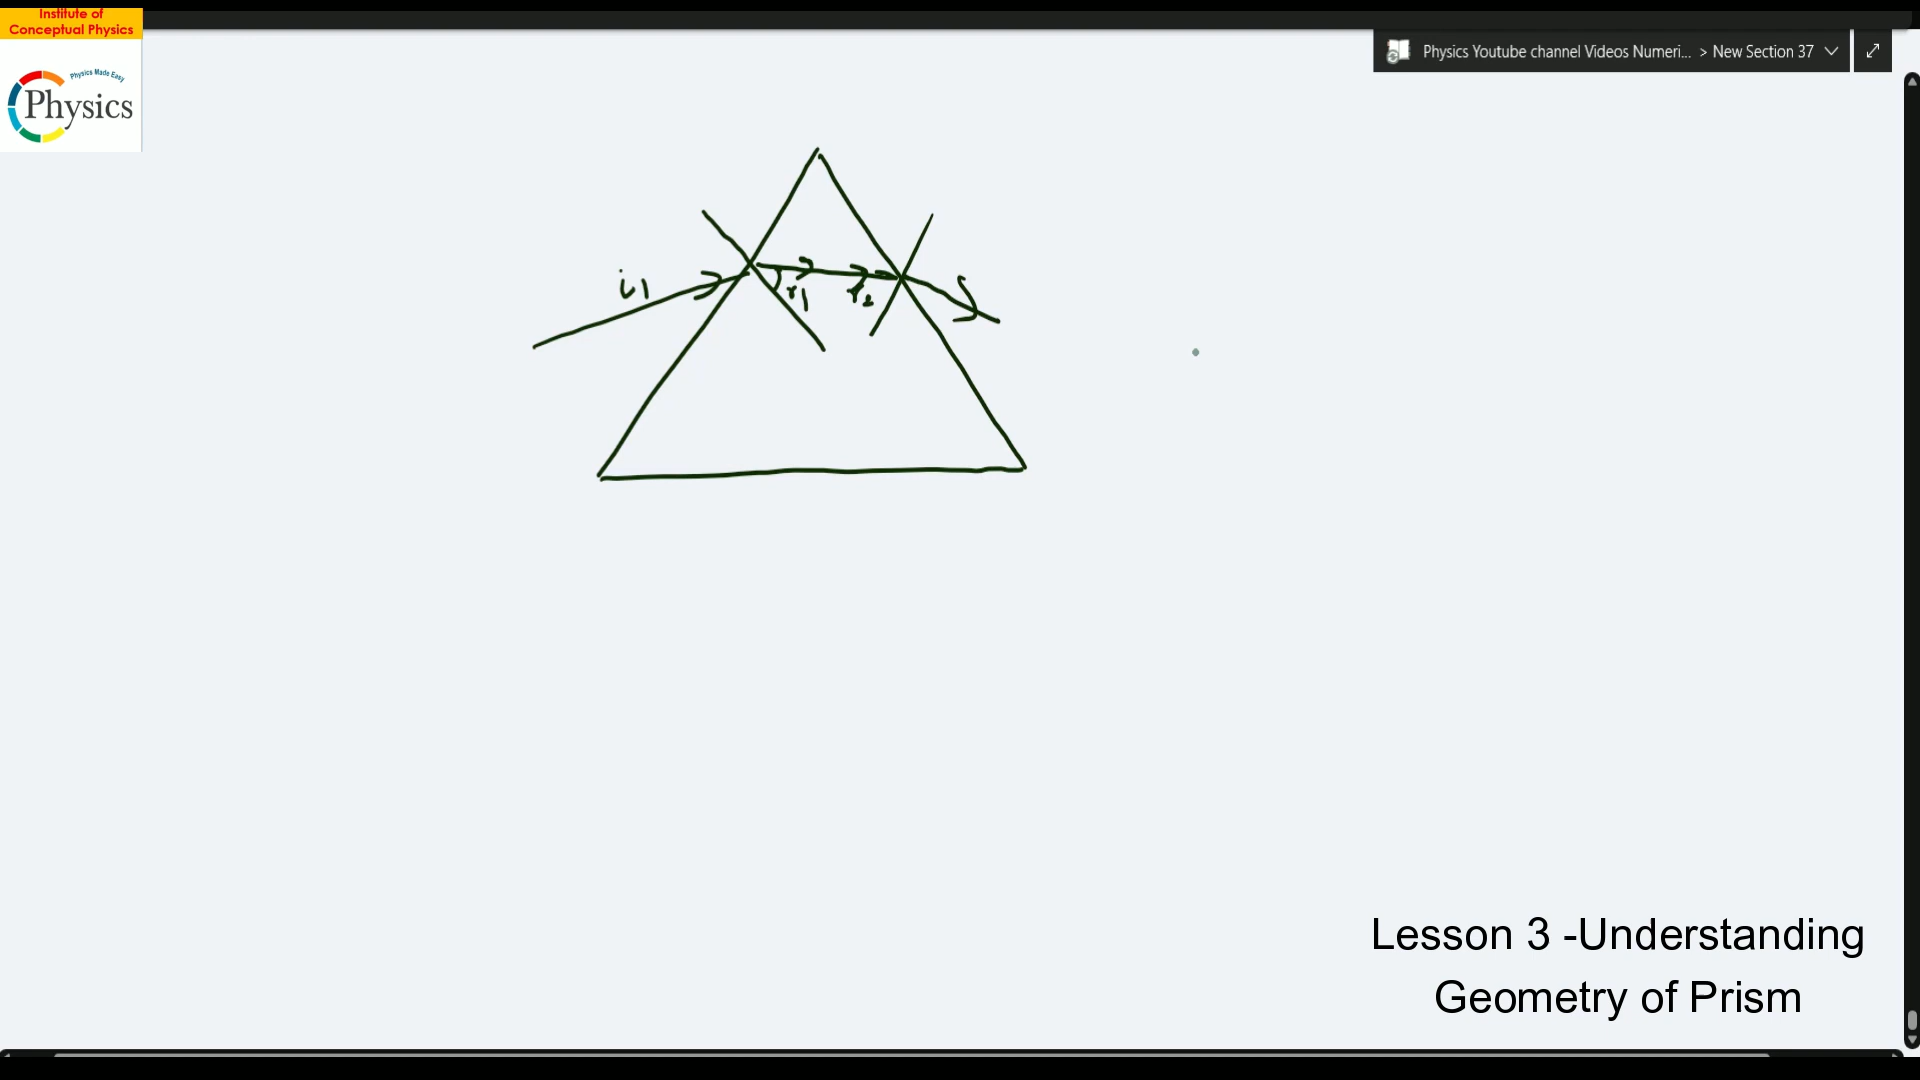 Institute of
Conceptual Physics
Physics Made Easy
Physics
Physics Youtube channel Videos Numeri... > New Section 37
i1
r1
r2
Lesson 3 -Understanding
Geometry of Prism